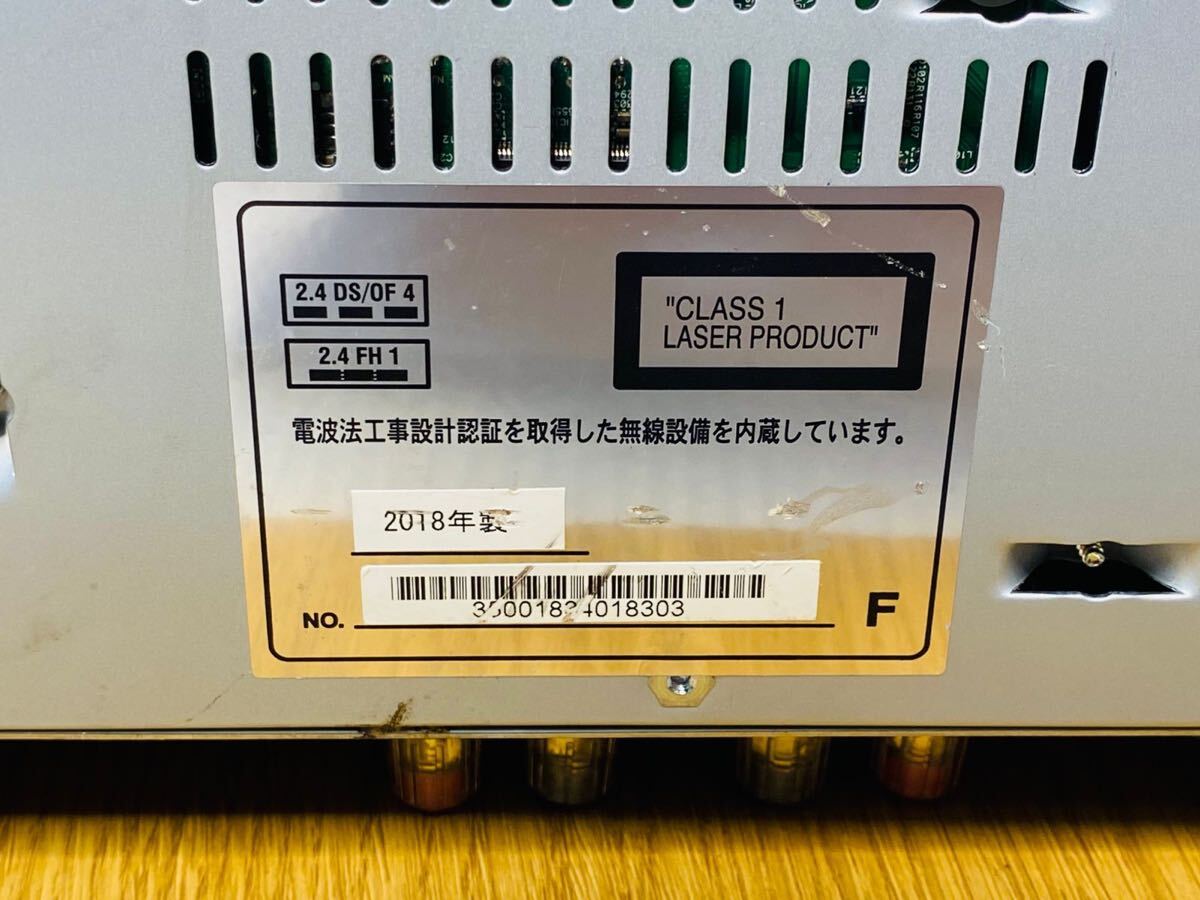 2.4 DS/OF 4
2.4 FH 1
"CLASS 1
LASER PRODUCT"
電波法工事設計認証を取得した無線設備を内蔵しています。
2018年製
NO.
F